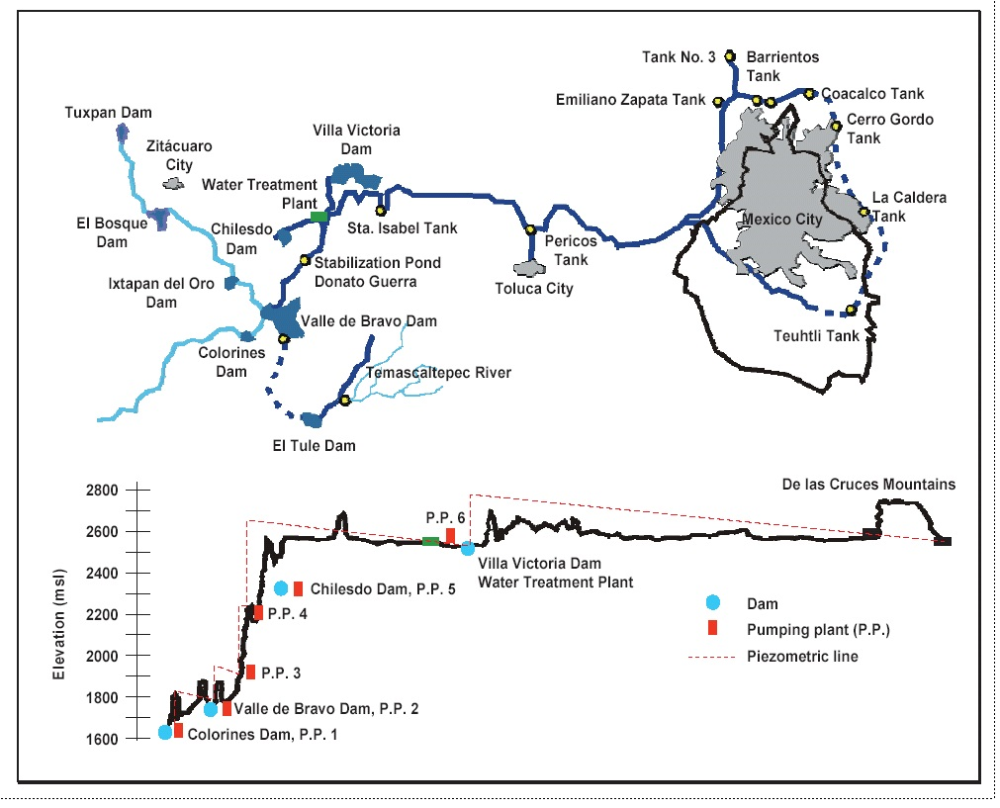 Tank No. 3
Barrientos
Tank
Emiliano Zapata Tank
Coacalco Tank
Cerro Gordo
Tank
Tuxpan Dam
Zitácuaro
City
Villa Victoria
Dam
Water Treatment
Plant
La Caldera
Tank
El Bosque
Dam
Chilesdo
Dam
Sta. Isabel Tank
Mexico City
Pericos
Tank
Stabilization Pond
Donato Guerra
Ixtapan del Oro
Dam
Toluca City
Valle de Bravo Dam
Colorines
Dam
Teuhtli Tank
Temascaltepec River
El Tule Dam
De las Cruces Mountains
2800
2600
2400
2200
2000
1800
1600
Elevation (msl)
P.P. 6
Villa Victoria Dam
Water Treatment Plant
Chilesdo Dam, P.P. 5
P.P. 4
P.P. 3
Valle de Bravo Dam, P.P. 2
Colorines Dam, P.P. 1
Dam
Pumping plant (P.P.)
Piezometric line